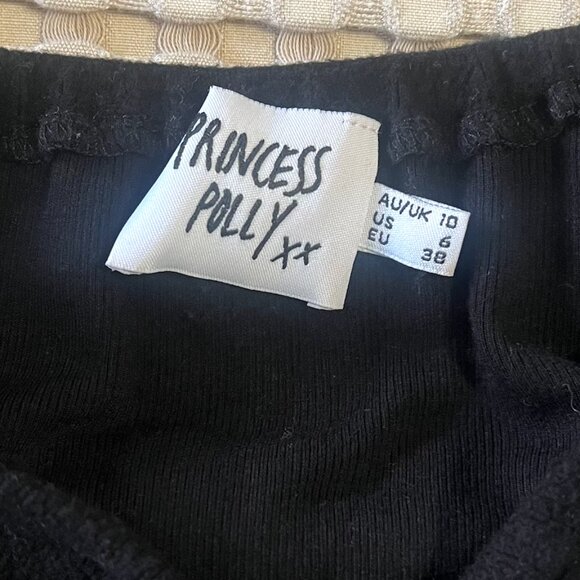 PRINCESS
POLLY xx
AU/UK 10
US 6
EU 38